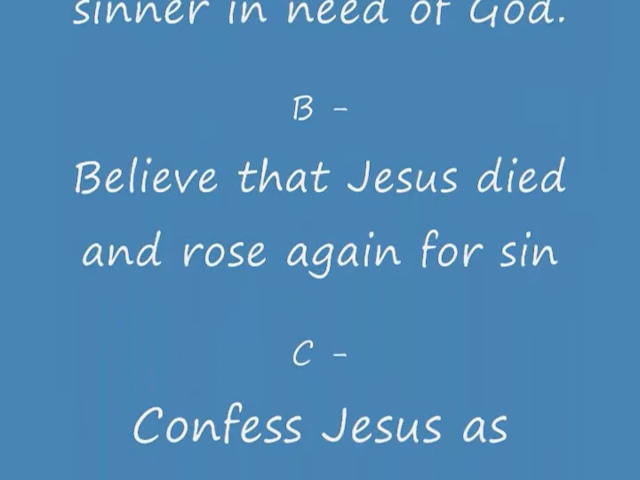 sinner in need of God.
B -
Believe that Jesus died
and rose again for sin
C -
Confess Jesus as